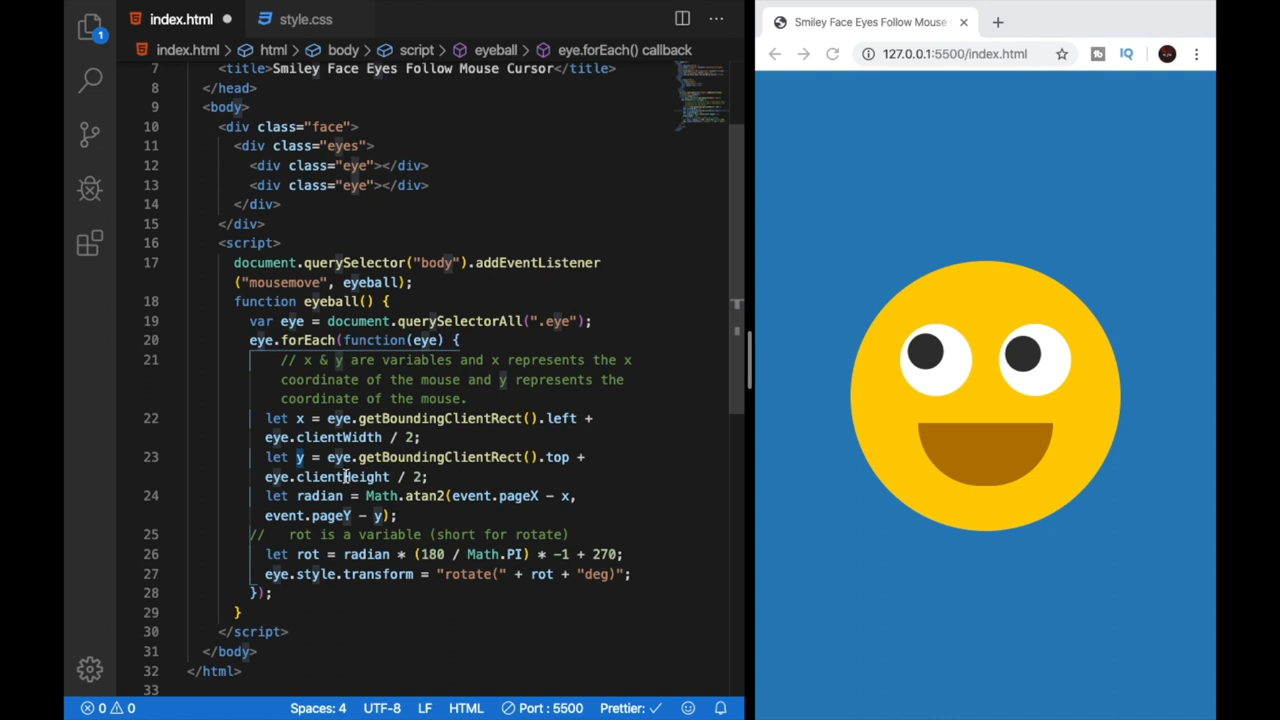 index.html
style.css
index.html > html > body > script > eyeball > eye.forEach() callback
7 <title>Smiley Face Eyes Follow Mouse Cursor</title>
8 </head>
9 <body>
10 <div class="face">
11 <div class="eyes">
12 <div class="eye"></div>
13 <div class="eye"></div>
14 </div>
15 </div>
16 <script>
17 document.querySelector("body").addEventListener
("mousemove", eyeball);
18 function eyeball() {
19 var eye = document.querySelectorAll(".eye");
20 eye.forEach(function(eye) {
21 // x & y are variables and x represents the x
coordinate of the mouse and y represents the
coordinate of the mouse.
22 let x = eye.getBoundingClientRect().left +
eye.clientWidth / 2;
23 let y = eye.getBoundingClientRect().top +
eye.clientHeight / 2;
24 let radian = Math.atan2(event.pageX - x,
event.pageY - y);
25 // rot is a variable (short for rotate)
26 let rot = radian * (180 / Math.PI) * -1 + 270;
27 eye.style.transform = "rotate(" + rot + "deg)";
28 });
29 }
30 </script>
31 </body>
32 </html>
33
1
0 0
Spaces: 4
UTF-8
LF
HTML
Port : 5500
Prettier: ✓
Smiley Face Eyes Follow Mouse
127.0.0.1:5500/index.html
IQ